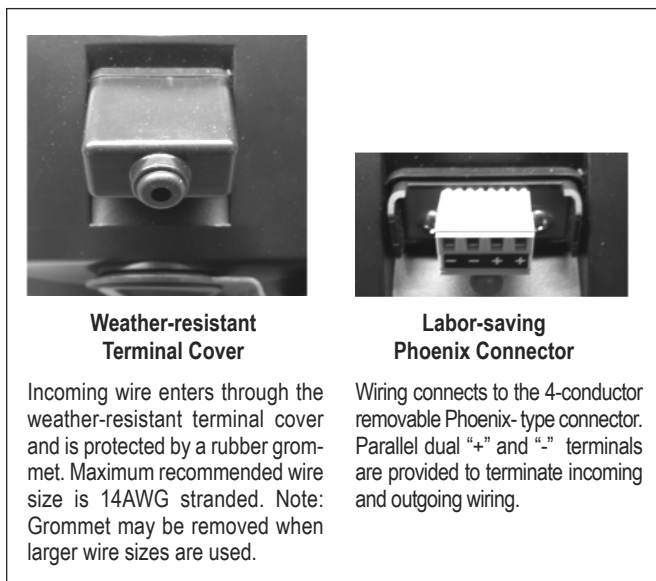 − − + +
Weather-resistant
Terminal Cover
Incoming wire enters through the
weather-resistant terminal cover
and is protected by a rubber grom-
met. Maximum recommended wire
size is 14AWG stranded. Note:
Grommet may be removed when
larger wire sizes are used.
Labor-saving
Phoenix Connector
Wiring connects to the 4-conductor
removable Phoenix- type connector.
Parallel dual “+” and “-” terminals
are provided to terminate incoming
and outgoing wiring.